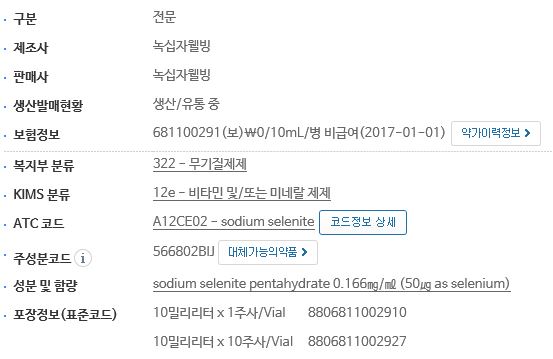 구분 전문
제조사 녹십자웰빙
판매사 녹십자웰빙
생산발매현황 생산/유통 중
보험정보 681100291(보)₩0/10mL/병 비급여(2017-01-01) 약가이력정보
복지부 분류 322 - 무기질제제
KIMS 분류 12e - 비타민 및/또는 미네랄 제제
ATC 코드 A12CE02 - sodium selenite 코드정보 상세
주성분코드 i 566802BIJ 대체가능의약품
성분 및 함량 sodium selenite pentahydrate 0.166㎎/㎖ (50㎍ as selenium)
포장정보(표준코드) 10밀리리터 x 1주사/Vial 8806811002910
10밀리리터 x 10주사/Vial 8806811002927